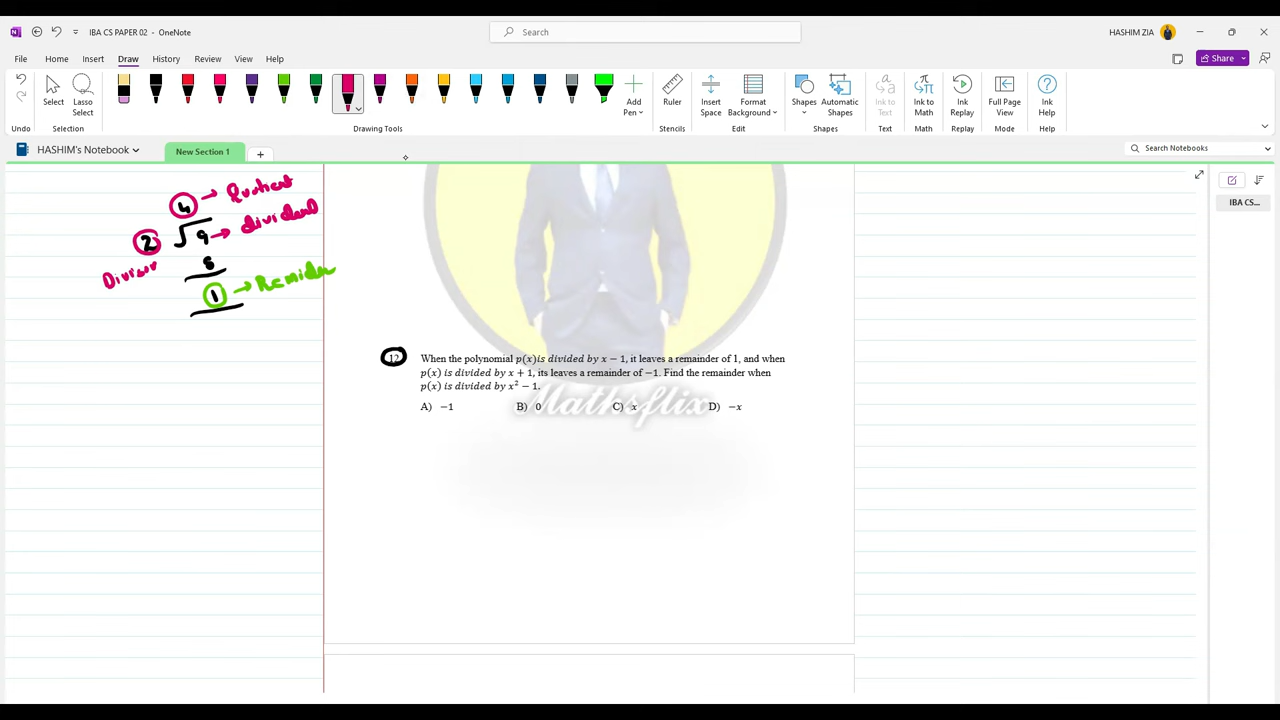 IBA CS PAPER 02 - OneNote
Search
HASHIM ZIA
File Home Insert Draw History Review View Help
Share
Undo
Select
Lasso Select
Add Pen
Ruler
Insert Space
Format Background
Shapes
Automatic Shapes
Ink to Text
Ink to Math
Ink Replay
Full Page View
Ink Help
Undo Selection Drawing Tools Stencils Edit Shapes Text Math Replay Mode Help
HASHIM's Notebook
New Section 1
Search Notebooks
IBA CS...
4 → Quotient
2 √9 → dividend
Divisor
8
1 → Remider
12 When the polynomial p(x)is divided by x − 1, it leaves a remainder of 1, and when
p(x) is divided by x + 1, its leaves a remainder of −1. Find the remainder when
p(x) is divided by x² − 1.
A) −1 B) 0 C) x D) −x
Mathsflix